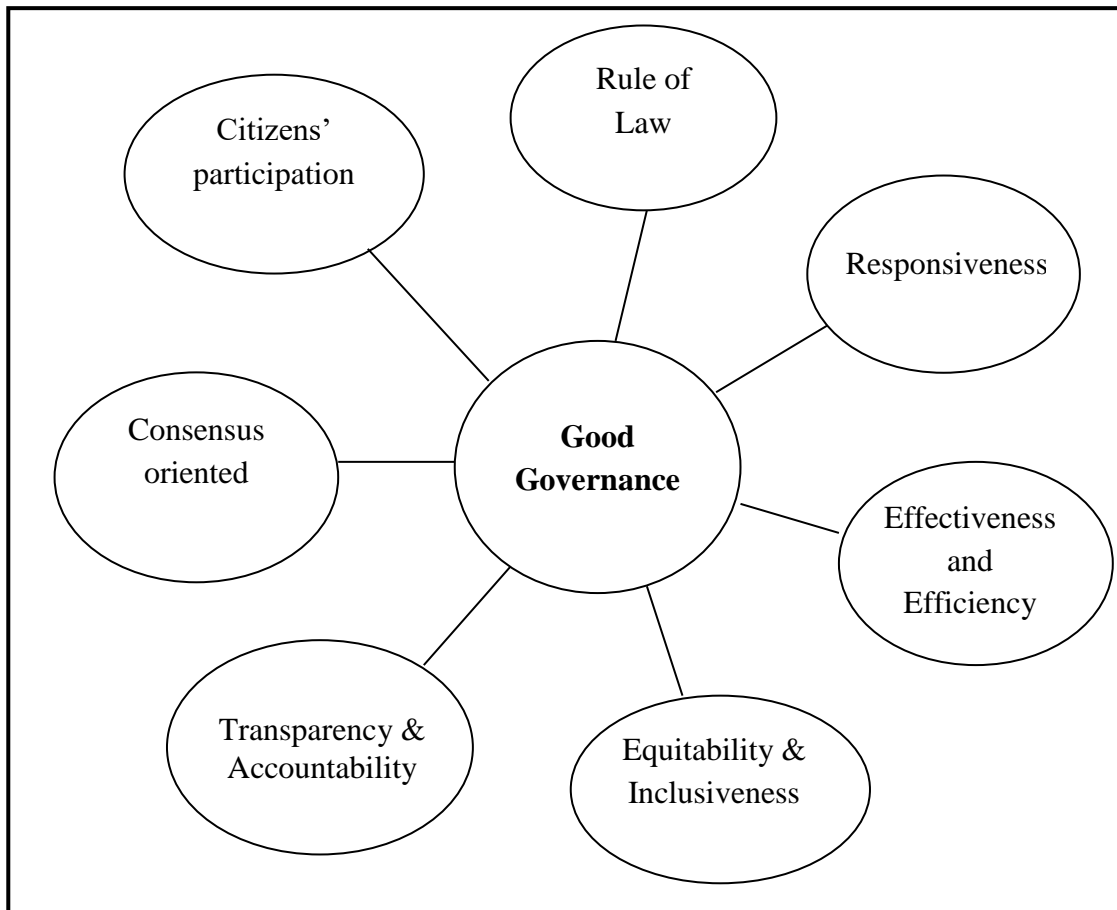 Rule of
Law
Citizens’
participation
Responsiveness
Consensus
oriented
Good
Governance
Effectiveness
and
Efficiency
Transparency &
Accountability
Equitability &
Inclusiveness